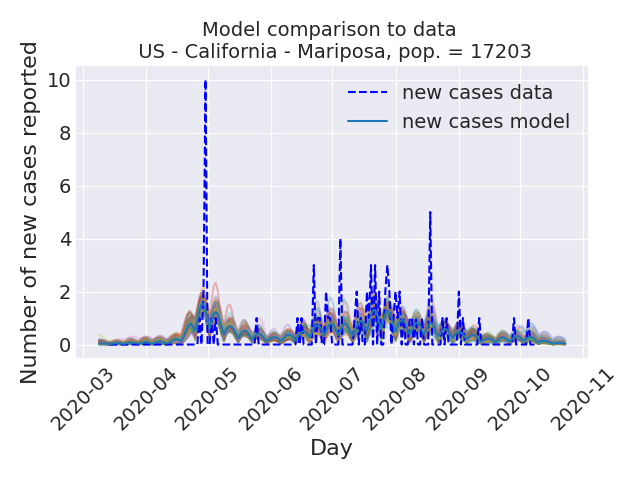 Model comparison to data
US - California - Mariposa, pop. = 17203
new cases data
new cases model
Number of new cases reported
10
8
6
4
2
0
2020-03
2020-04
2020-05
2020-06
2020-07
2020-08
2020-09
2020-10
2020-11
Day